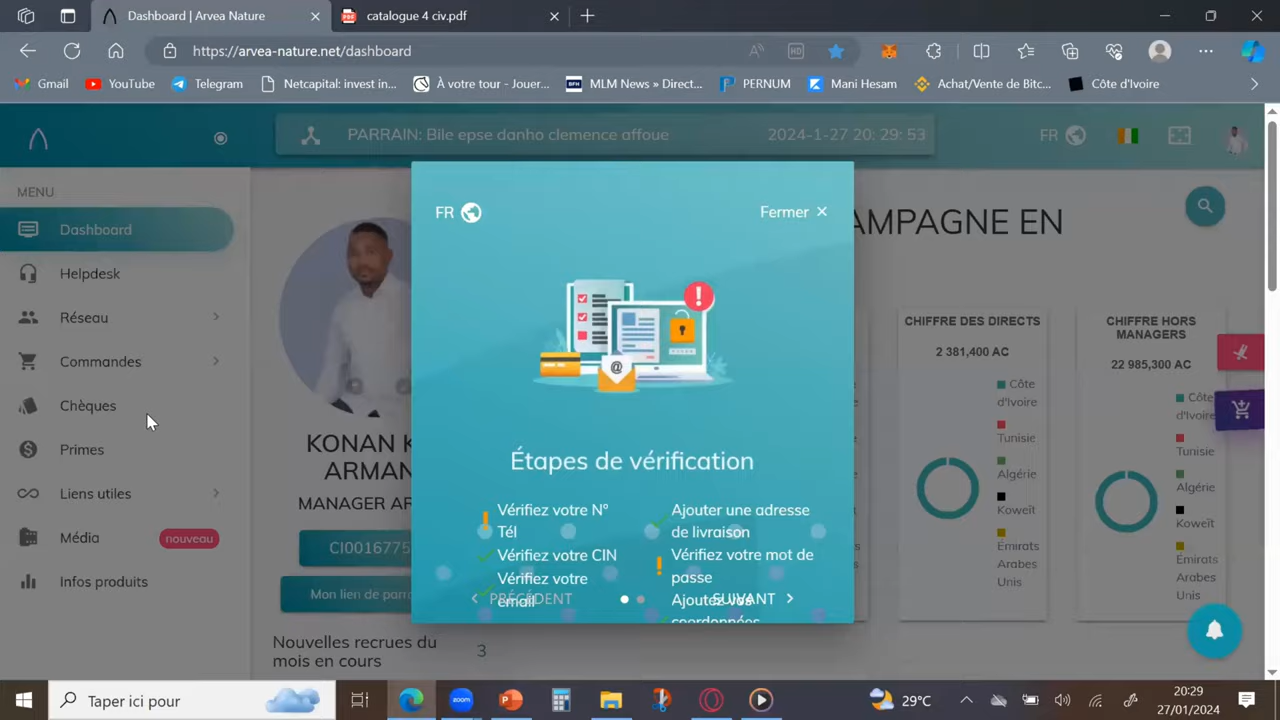 Dashboard | Arvea Nature
catalogue 4 civ.pdf
https://arvea-nature.net/dashboard
HD
Gmail
YouTube
Telegram
Netcapital: invest in...
À votre tour - Jouer...
MLM News » Direct...
PERNUM
Mani Hesam
Achat/Vente de Bitc...
Côte d'Ivoire
PARRAIN: Bile epse danho clemence affoue
2024-1-27 20: 29: 53
FR
MENU
Dashboard
Helpdesk
Réseau
Commandes
Chèques
Primes
Liens utiles
Média
nouveau
Infos produits
KONAN K
ARMAN
MANAGER AR
CI0016775
Mon lien de parr
Nouvelles recrues du
mois en cours
3
FR
Fermer ×
Étapes de vérification
Vérifiez votre N°
Tél
Vérifiez votre CIN
Vérifiez votre
email
Ajouter une adresse
de livraison
Vérifiez votre mot de
passe
Ajoutez vos
coordonnées
PRÉCÉDENT
SUIVANT
AMPAGNE EN
CHIFFRE DES DIRECTS
2 381,400 AC
Côte
d'Ivoire
Tunisie
Algérie
Koweït
Émirats
Arabes
Unis
CHIFFRE HORS
MANAGERS
22 985,300 AC
Côte
d'Ivoire
Tunisie
Algérie
Koweït
Émirats
Arabes
Unis
Taper ici pour
29°C
20:29
27/01/2024